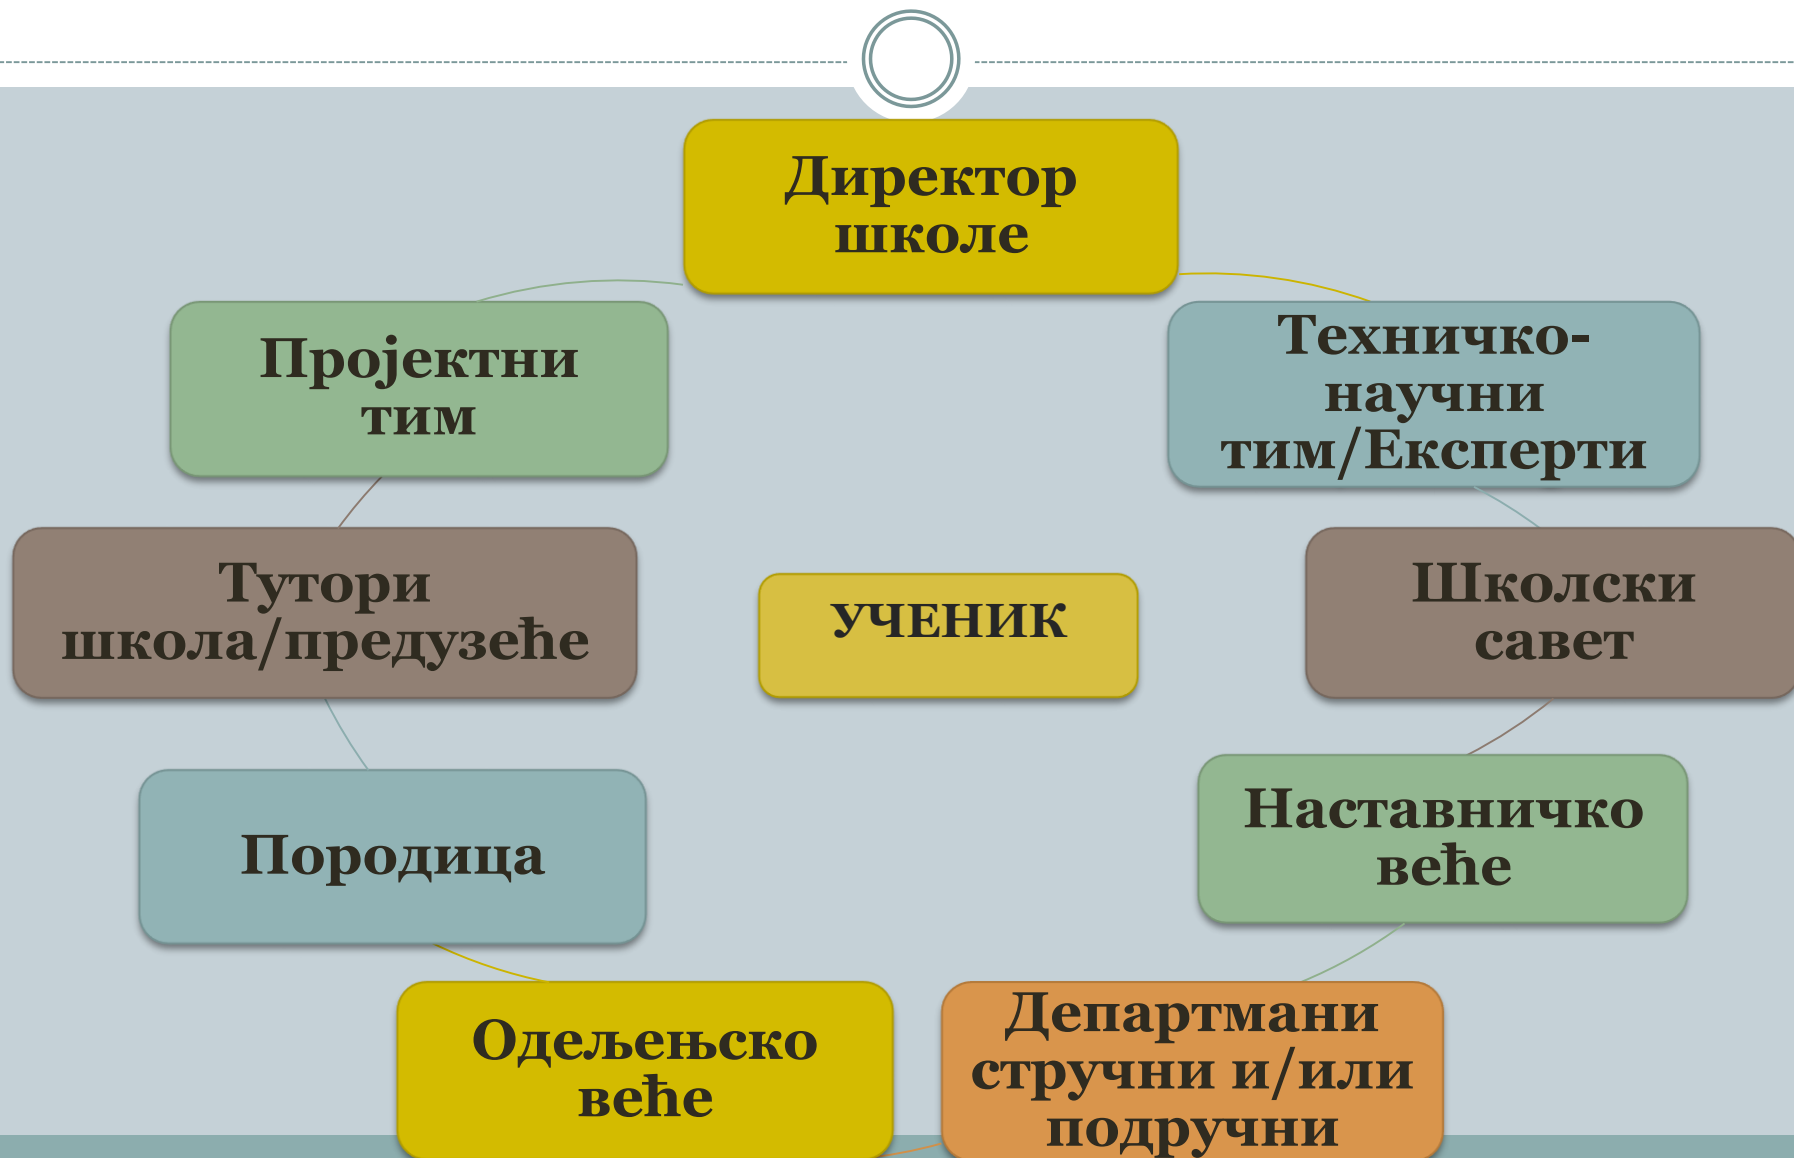 Директор
школе
Пројектни
тим
Техничко-
научни
тим/Експерти
Тутори
школа/предузеће
УЧЕНИК
Школски
савет
Породица
Наставничко
веће
Одељењско
веће
Департмани
стручни и/или
подручни